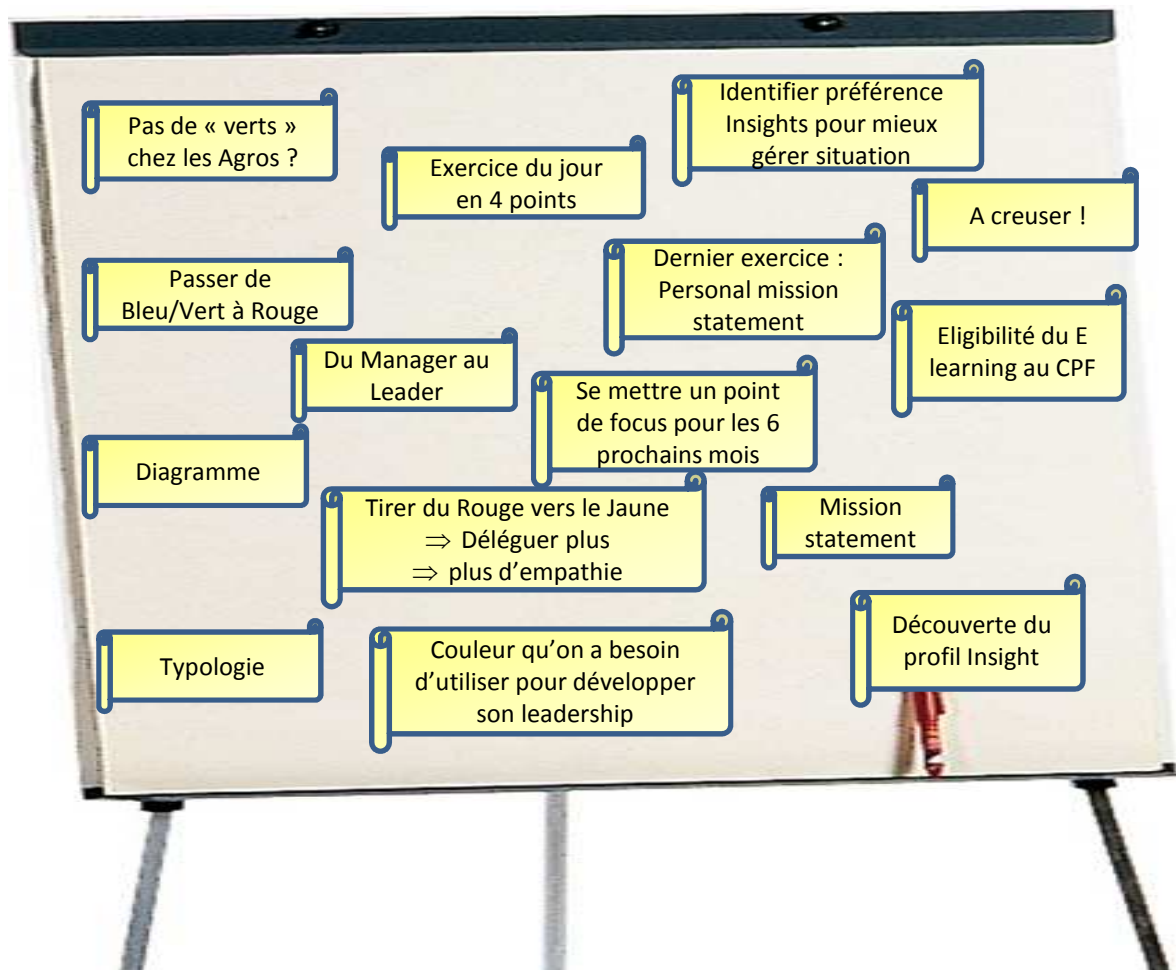 Pas de « verts »
chez les Agros ?
Exercice du jour
en 4 points
Identifier préférence
Insights pour mieux
gérer situation
A creuser !
Passer de
Bleu/Vert à Rouge
Dernier exercice :
Personal mission
statement
Eligibilité du E
learning au CPF
Du Manager au
Leader
Se mettre un point
de focus pour les 6
prochains mois
Diagramme
Tirer du Rouge vers le Jaune
⇒ Déléguer plus
⇒ plus d’empathie
Mission
statement
Typologie
Couleur qu’on a besoin
d’utiliser pour développer
son leadership
Découverte du
profil Insight